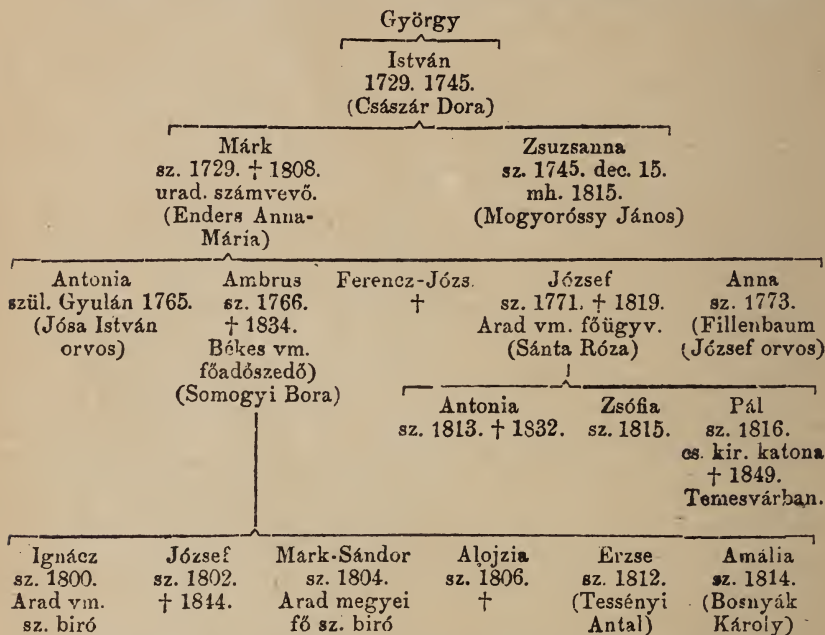 György
István
1729. 1745.
(Császár Dora)
Márk Zsuzsanna
sz. 1729. † 1808. sz. 1745. dec. 15.
urad. számvevő. mh. 1815.
(Enders Anna- (Mogyoróssy János)
Mária)
Antonia Ambrus Ferencz-Józs. József Anna
szül. Gyulán 1765. sz. 1766. † sz. 1771. † 1819. sz. 1773.
(Jósa István † 1834. Arad vm. főügyv. (Fillenbaum
orvos) Békes vm. (Sánta Róza) (József orvos)
főadószedő)
(Somogyi Bora)
Antonia Zsófia Pál
sz. 1813. † 1832. sz. 1815. sz. 1816.
cs. kir. katona
† 1849.
Temesvárban.
Ignácz József Mark-Sándor Alojzia Erzse Amália
sz. 1800. sz. 1802. sz. 1804. sz. 1806. sz. 1812. sz. 1814.
Arad vm. † 1844. Arad megyei † (Tessényi (Bosnyák
sz. biró fő sz. biró Antal) Károly)